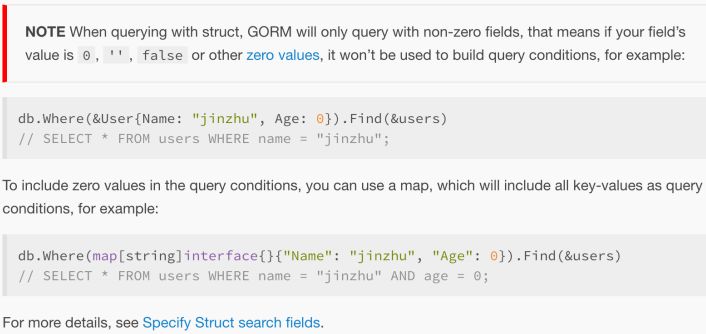 NOTE When querying with struct, GORM will only query with non-zero fields, that means if your field’s
value is 0 , '' , false or other zero values, it won’t be used to build query conditions, for example:
db.Where(&User{Name: "jinzhu", Age: 0}).Find(&users)
// SELECT * FROM users WHERE name = "jinzhu";
To include zero values in the query conditions, you can use a map, which will include all key-values as query
conditions, for example:
db.Where(map[string]interface{}{"Name": "jinzhu", "Age": 0}).Find(&users)
// SELECT * FROM users WHERE name = "jinzhu" AND age = 0;
For more details, see Specify Struct search fields.